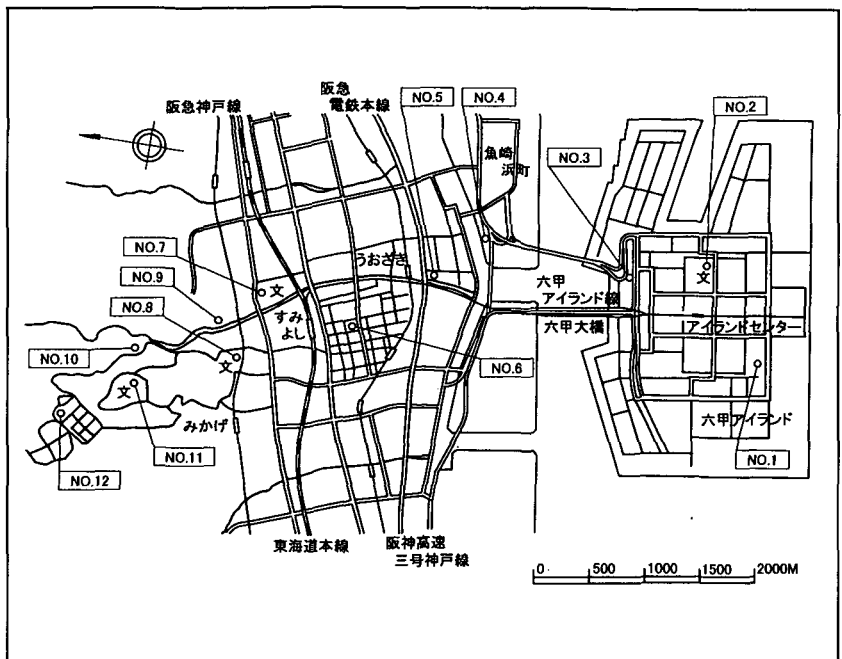 阪急神戸線
阪急
電鉄本線
NO.5
NO.4
NO.2
魚崎
浜町
NO.3
NO.7
うおざき
NO.9
文
文
六甲
アイランド線
NO.8
すみ
よし
六甲大橋
アイランドセンター
NO.10
文
NO.6
文
みかげ
六甲アイランド
NO.11
NO.1
NO.12
東海道本線
阪神高速
三号神戸線
0 500 1000 1500 2000M